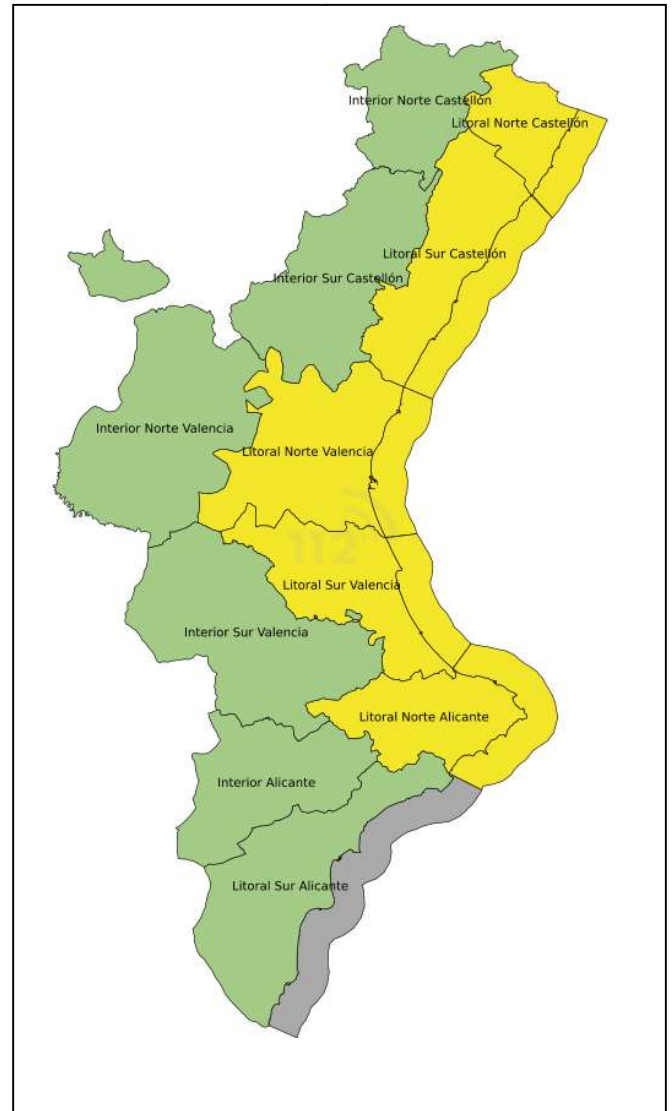 Interior Norte Castellón
Litoral Norte Castellón
Litoral Sur Castellón
Interior Sur Castellón
Interior Norte Valencia
Litoral Norte Valencia
112
Litoral Sur Valencia
Interior Sur Valencia
Litoral Norte Alicante
Interior Alicante
Litoral Sur Alicante